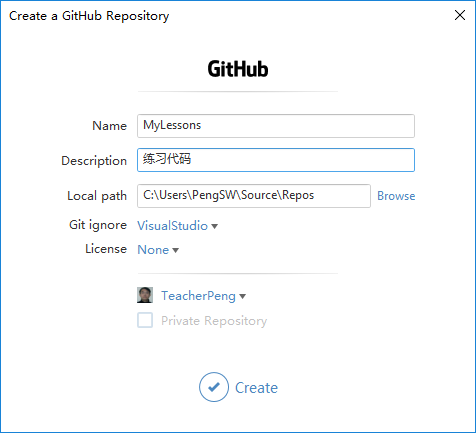 Create a GitHub Repository
GitHub
Name MyLessons
Description 练习代码
Local path C:\Users\PengSW\Source\Repos Browse
Git ignore VisualStudio
License None
TeacherPeng
Private Repository
Create